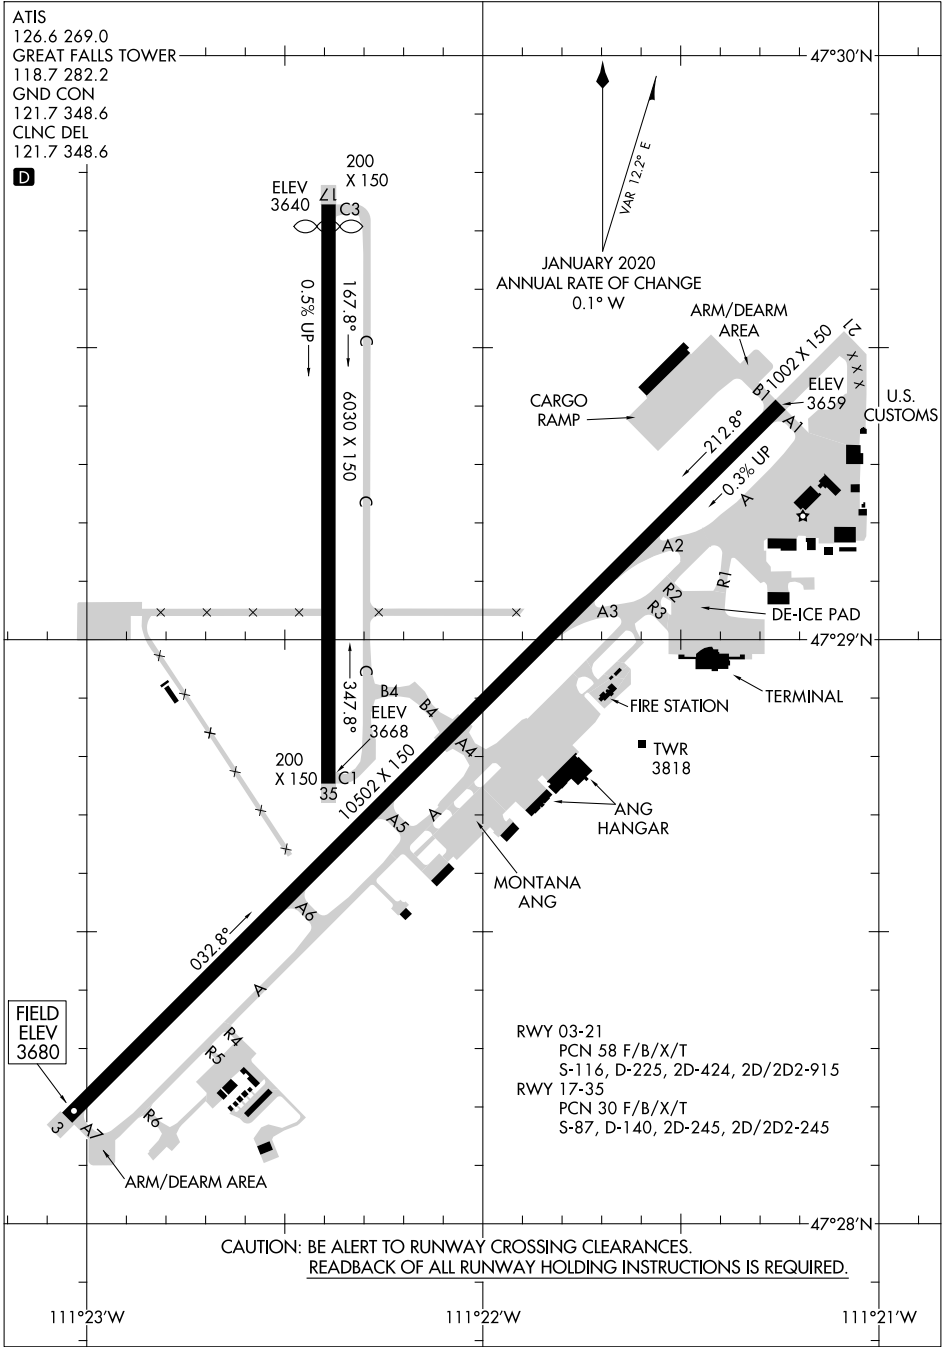 ATIS
126.6 269.0
GREAT FALLS TOWER
118.7 282.2
GND CON
121.7 348.6
CLNC DEL
121.7 348.6
D
47°30'N
VAR 12.2° E
JANUARY 2020
ANNUAL RATE OF CHANGE
0.1° W
200
X 150
ELEV
3640
17
C3
0.5% UP
167.8°
6030 X 150
C
C
C
347.8°
ELEV
3668
200
X 150
C1
35
ARM/DEARM
AREA
21
1002 X 150
B1
ELEV
3659
A1
X X X
U.S.
CUSTOMS
CARGO
RAMP
212.8°
0.3% UP
A
A2
R1
R2
R3
A3
DE-ICE PAD
47°29'N
TERMINAL
FIRE STATION
TWR
3818
B4
B4
A4
10502 X 150
A5
A
ANG
HANGAR
MONTANA
ANG
A6
032.8°
A
FIELD
ELEV
3680
R4
R5
R6
3
A7
ARM/DEARM AREA
RWY 03-21
PCN 58 F/B/X/T
S-116, D-225, 2D-424, 2D/2D2-915
RWY 17-35
PCN 30 F/B/X/T
S-87, D-140, 2D-245, 2D/2D2-245
47°28'N
CAUTION: BE ALERT TO RUNWAY CROSSING CLEARANCES.
READBACK OF ALL RUNWAY HOLDING INSTRUCTIONS IS REQUIRED.
111°23'W
111°22'W
111°21'W